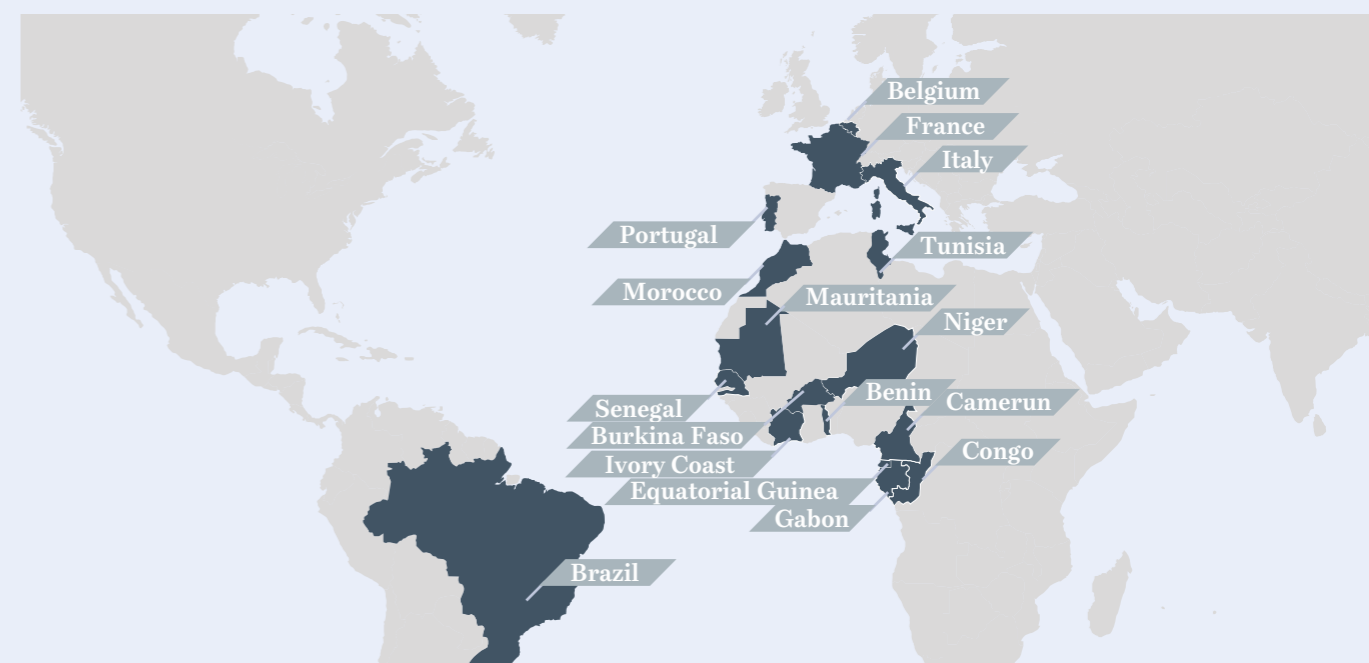 Belgium
France
Italy
Portugal
Tunisia
Morocco
Mauritania
Niger
Benin
Camerun
Senegal
Burkina Faso
Congo
Ivory Coast
Equatorial Guinea
Gabon
Brazil